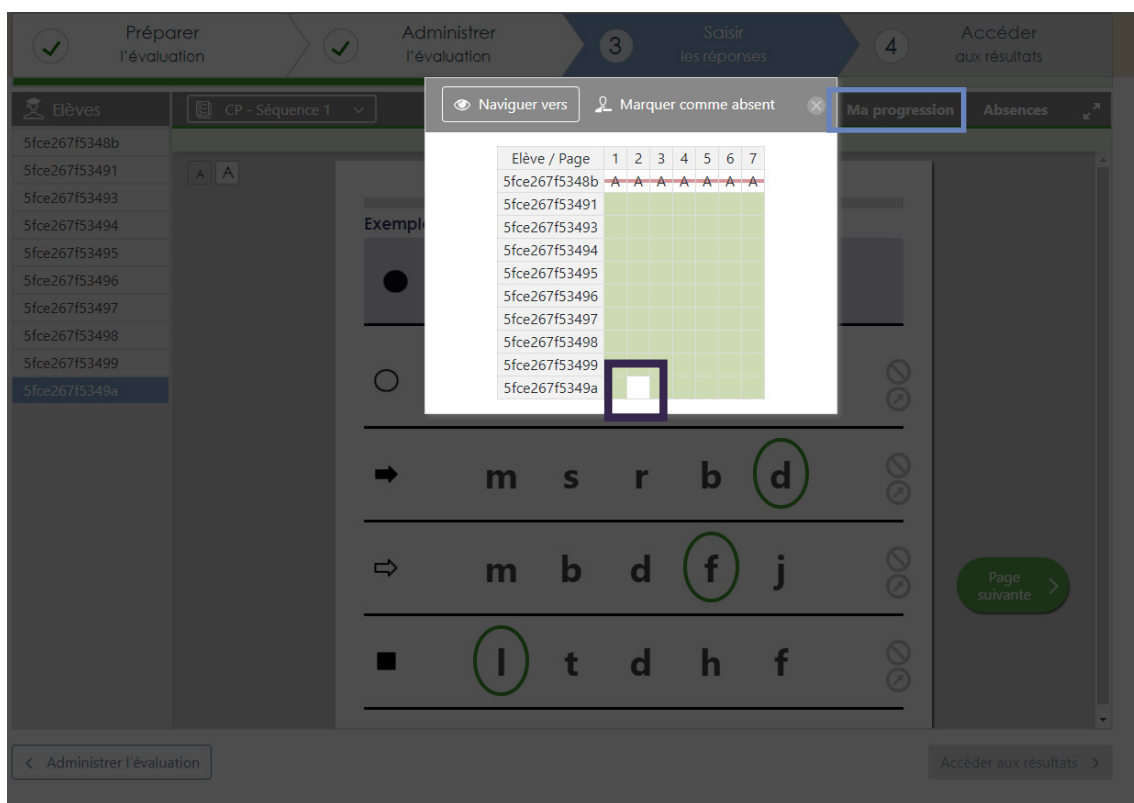 Préparer
l'évaluation
Administrer
l'évaluation
3
Saisir
les réponses
4
Accéder
aux résultats
Elèves
CP - Séquence 1
Naviguer vers
Marquer comme absent
Ma progression
Absences
5fce267f5348b
5fce267f53491
5fce267f53493
5fce267f53494
5fce267f53495
5fce267f53496
5fce267f53497
5fce267f53498
5fce267f53499
5fce267f5349a
A A
Exempl
Elève / Page 1 2 3 4 5 6 7
5fce267f5348b A A A A A A A
5fce267f53491
5fce267f53493
5fce267f53494
5fce267f53495
5fce267f53496
5fce267f53497
5fce267f53498
5fce267f53499
5fce267f5349a
m s r b d
m b d f j
l t d h f
Page
suivante
Administrer l'évaluation
Accéder aux résultats